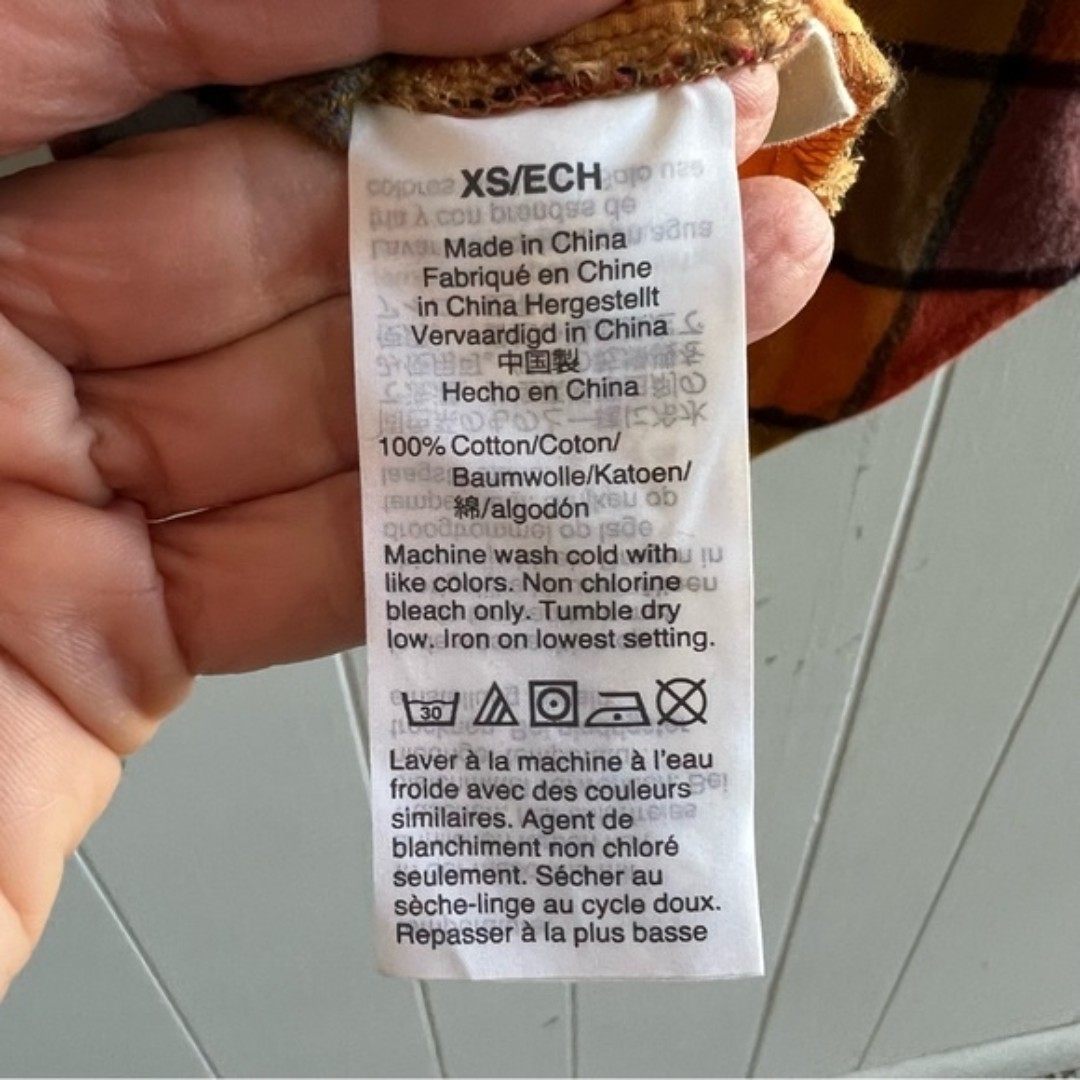 XS/ECH
Made in China
Fabriqué en Chine
in China Hergestellt
Vervaardigd in China
中国製
Hecho en China
100% Cotton/Coton/
Baumwolle/Katoen/
綿/algodón
Machine wash cold with
like colors. Non chlorine
bleach only. Tumble dry
low. Iron on lowest setting.
30
Laver à la machine à l'eau
froide avec des couleurs
similaires. Agent de
blanchiment non chloré
seulement. Sécher au
sèche-linge au cycle doux.
Repasser à la plus basse